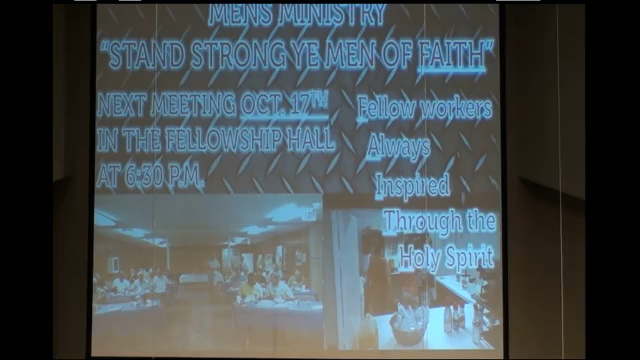 MENS MINISTRY
"STAND STRONG YE MEN OF FAITH"
NEXT MEETING OCT. 17TH
IN THE FELLOWSHIP HALL
AT 6:30 P.M.
Fellow workers
Always
Inspired
Through the
Holy Spirit